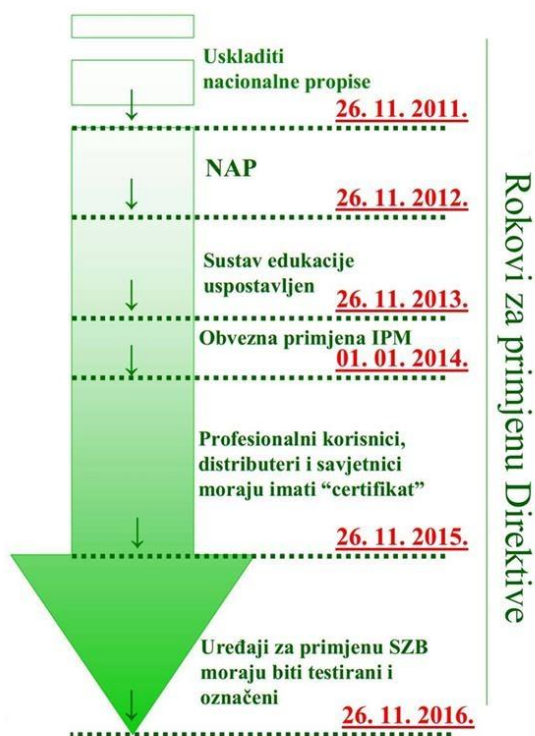 Uskladiti
nacionalne propise
26. 11. 2011.
NAP
26. 11. 2012.
Sustav edukacije
uspostavljen
26. 11. 2013.
Obvezna primjena IPM
01. 01. 2014.
Profesionalni korisnici,
distributeri i savjetnici
moraju imati “certifikat”
26. 11. 2015.
Uređaji za primjenu SZB
moraju biti testirani i
označeni
26. 11. 2016.
Rokovi za primjenu Direktive